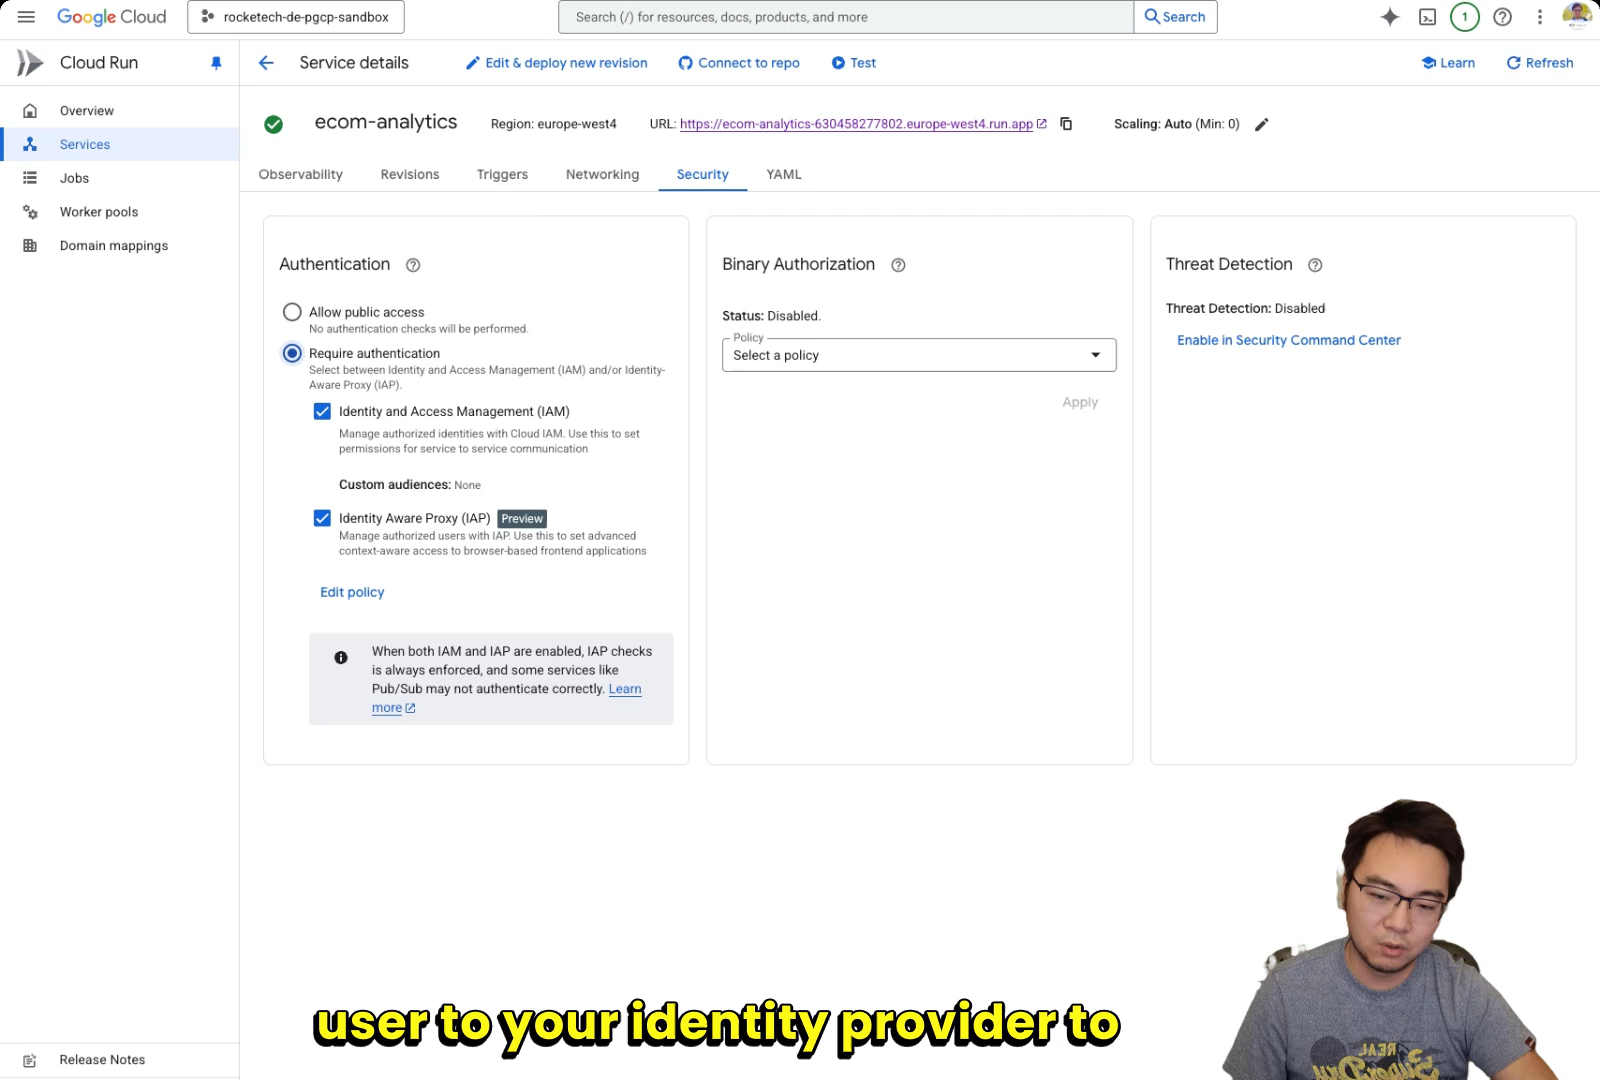 Google Cloud
rocketech-de-pgcp-sandbox
Search (/) for resources, docs, products, and more
Search
1
Cloud Run
Service details
Edit & deploy new revision
Connect to repo
Test
Learn
Refresh
Overview
Services
Jobs
Worker pools
Domain mappings
ecom-analytics
Region: europe-west4
URL: https://ecom-analytics-630458277802.europe-west4.run.app
Scaling: Auto (Min: 0)
Observability
Revisions
Triggers
Networking
Security
YAML
Authentication
Allow public access
No authentication checks will be performed.
Require authentication
Select between Identity and Access Management (IAM) and/or Identity-
Aware Proxy (IAP).
Identity and Access Management (IAM)
Manage authorized identities with Cloud IAM. Use this to set
permissions for service to service communication
Custom audiences: None
Identity Aware Proxy (IAP) Preview
Manage authorized users with IAP. Use this to set advanced
context-aware access to browser-based frontend applications
Edit policy
When both IAM and IAP are enabled, IAP checks
is always enforced, and some services like
Pub/Sub may not authenticate correctly. Learn
more
Binary Authorization
Status: Disabled.
Policy
Select a policy
Apply
Threat Detection
Threat Detection: Disabled
Enable in Security Command Center
user to your identity provider to
REAL
Release Notes